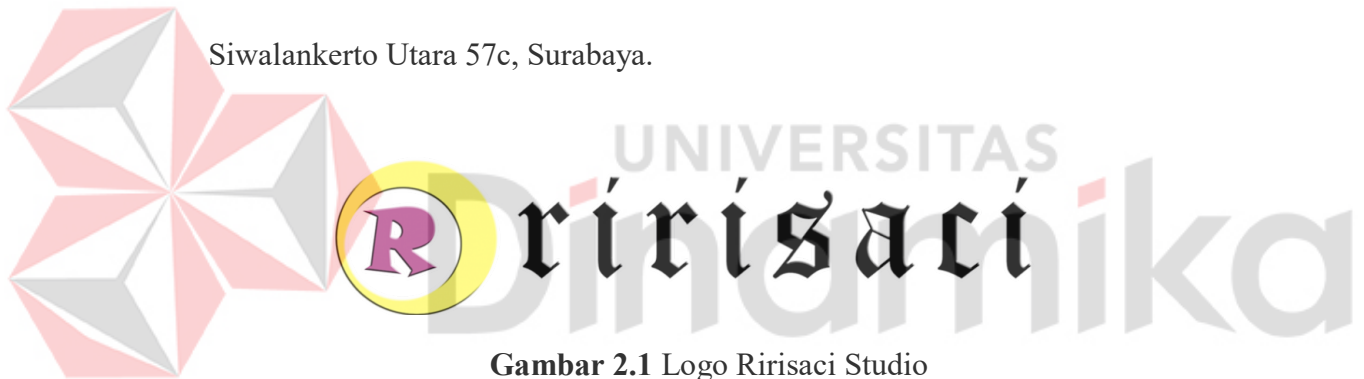 Siwalankerto Utara 57c, Surabaya.
UNIVERSITAS
Dinamika
R ririsaci
Gambar 2.1 Logo Ririsaci Studio